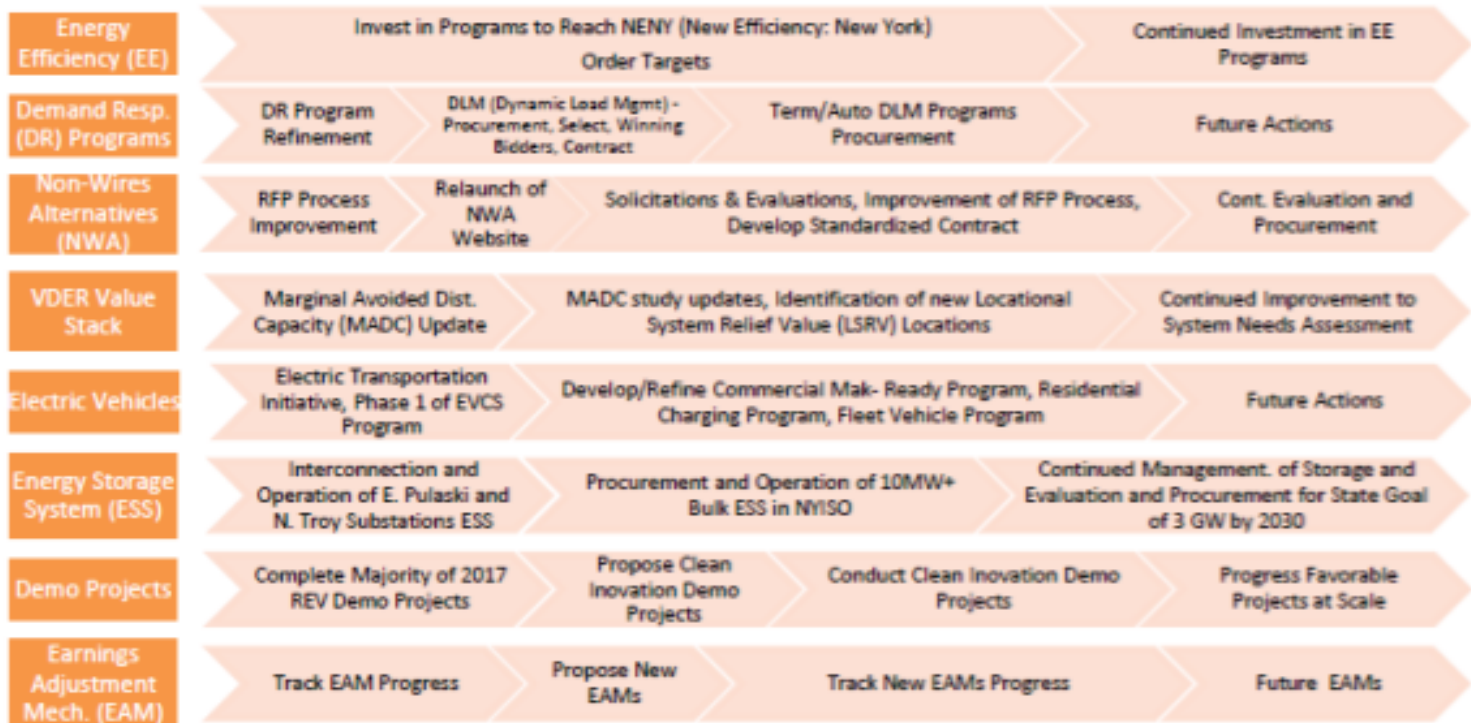 Energy
Efficiency (EE)
Invest in Programs to Reach NENY (New Efficiency: New York)
Order Targets
Continued Investment in EE
Programs
Demand Resp.
(DR) Programs
DR Program
Refinement
DLM (Dynamic Load Mgmt) -
Procurement, Select, Winning
Bidders, Contract
Term/Auto DLM Programs
Procurement
Future Actions
Non-Wires
Alternatives
(NWA)
RFP Process
Improvement
Relaunch of
NWA
Website
Solicitations & Evaluations, Improvement of RFP Process,
Develop Standardized Contract
Cont. Evaluation and
Procurement
VDER Value
Stack
Marginal Avoided Dist.
Capacity (MADC) Update
MADC study updates, Identification of new Locational
System Relief Value (LSRV) Locations
Continued Improvement to
System Needs Assessment
Electric Vehicles
Electric Transportation
Initiative, Phase 1 of EVCS
Program
Develop/Refine Commercial Mak- Ready Program, Residential
Charging Program, Fleet Vehicle Program
Future Actions
Energy Storage
System (ESS)
Interconnection and
Operation of E. Pulaski and
N. Troy Substations ESS
Procurement and Operation of 10MW+
Bulk ESS in NYISO
Continued Management. of Storage and
Evaluation and Procurement for State Goal
of 3 GW by 2030
Demo Projects
Complete Majority of 2017
REV Demo Projects
Propose Clean
Inovation Demo
Projects
Conduct Clean Inovation Demo
Projects
Progress Favorable
Projects at Scale
Earnings
Adjustment
Mech. (EAM)
Track EAM Progress
Propose New
EAMs
Track New EAMs Progress
Future EAMs